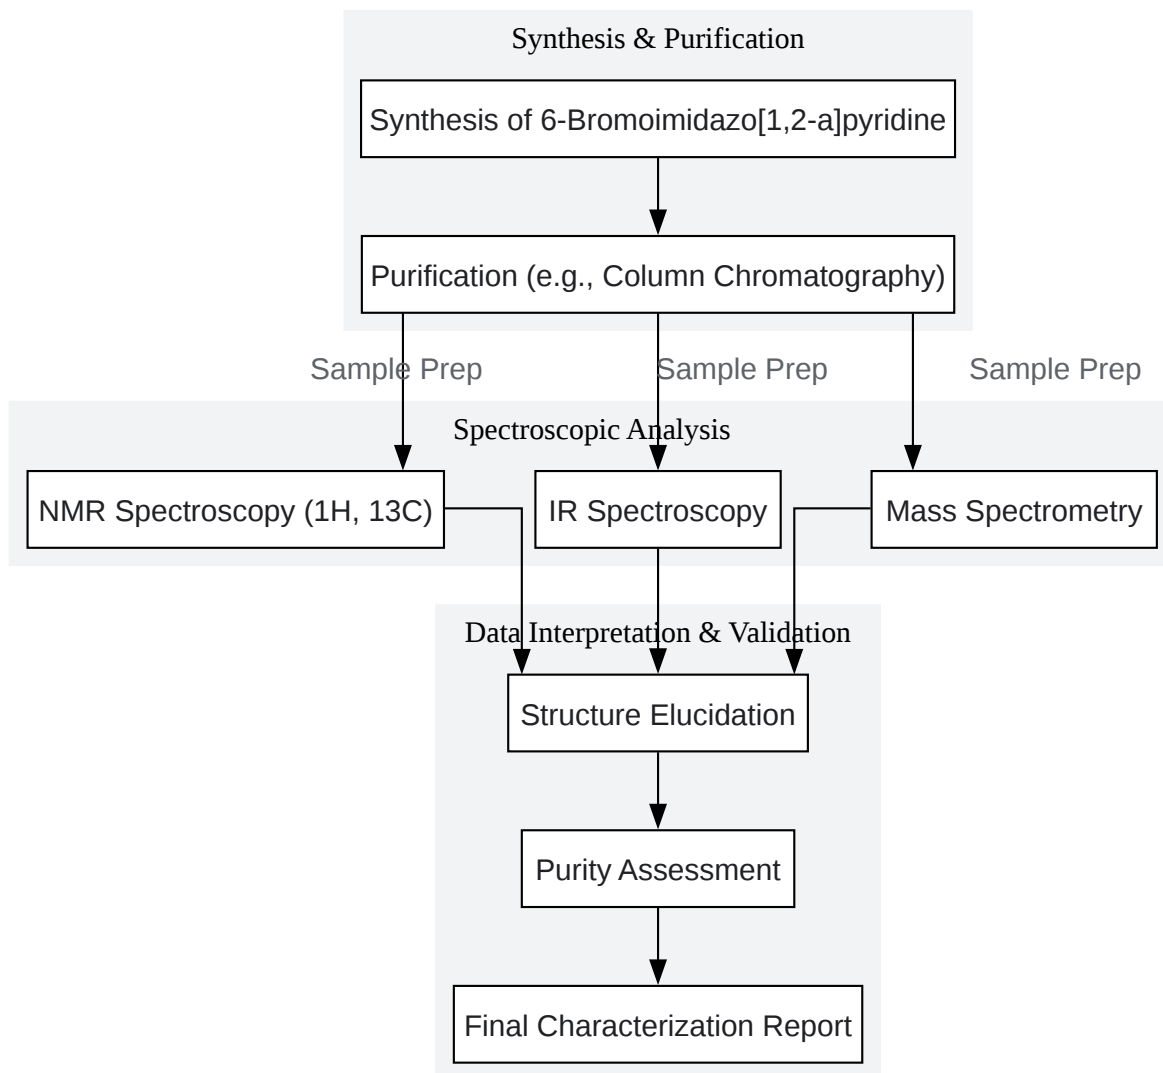 Synthesis & Purification
Synthesis of 6-Bromoimidazo[1,2-a]pyridine
Purification (e.g., Column Chromatography)
Sample Prep
Sample Prep
Sample Prep
Spectroscopic Analysis
NMR Spectroscopy (1H, 13C)
IR Spectroscopy
Mass Spectrometry
Data Interpretation & Validation
Structure Elucidation
Purity Assessment
Final Characterization Report